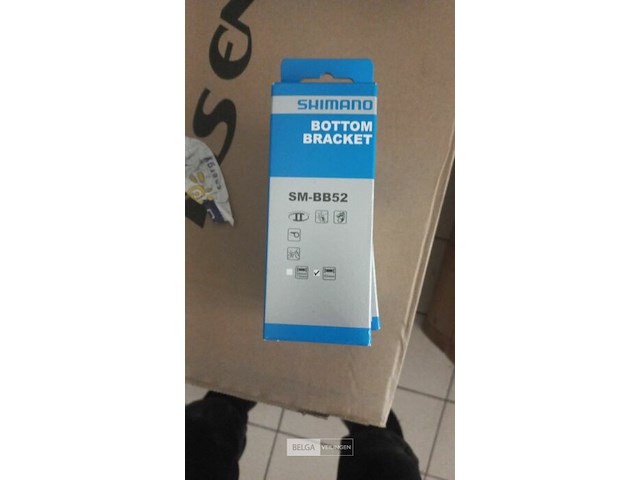 SHIMANO
BOTTOM
BRACKET
SM-BB52
BELGA VEILINGEN